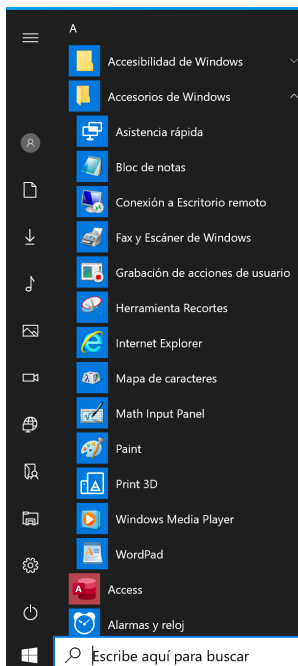 A
Accesibilidad de Windows
Accesorios de Windows
Asistencia rápida
Bloc de notas
Conexión a Escritorio remoto
Fax y Escáner de Windows
Grabación de acciones de usuario
Herramienta Recortes
Internet Explorer
Mapa de caracteres
Math Input Panel
Paint
Print 3D
Windows Media Player
WordPad
Access
Alarmas y reloj
Escribe aquí para buscar